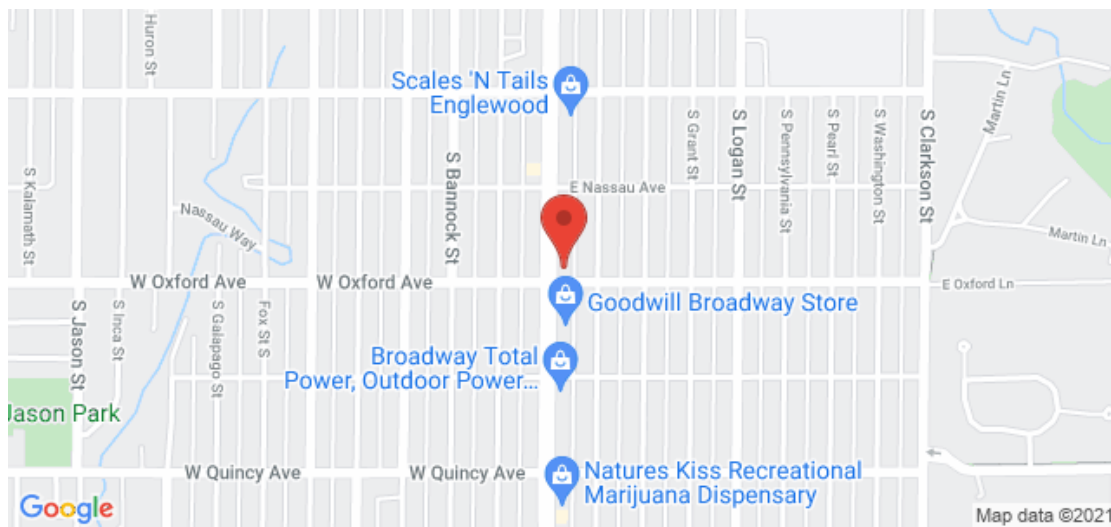 Huron St
Scales 'N Tails
Englewood
Martin Ln
S Kalamath St
S Bannock St
S Grant St
S Logan St
S Pennsylvania St
S Pearl St
S Washington St
S Clarkson St
E Nassau Ave
Nassau Way
Martin Ln
W Oxford Ave
W Oxford Ave
E Oxford Ln
Goodwill Broadway Store
S Jason St
S Inca St
S Galapago St
Fox St S
Broadway Total
Power, Outdoor Power...
Jason Park
W Quincy Ave
W Quincy Ave
Natures Kiss Recreational
Marijuana Dispensary
Google
Map data ©2021